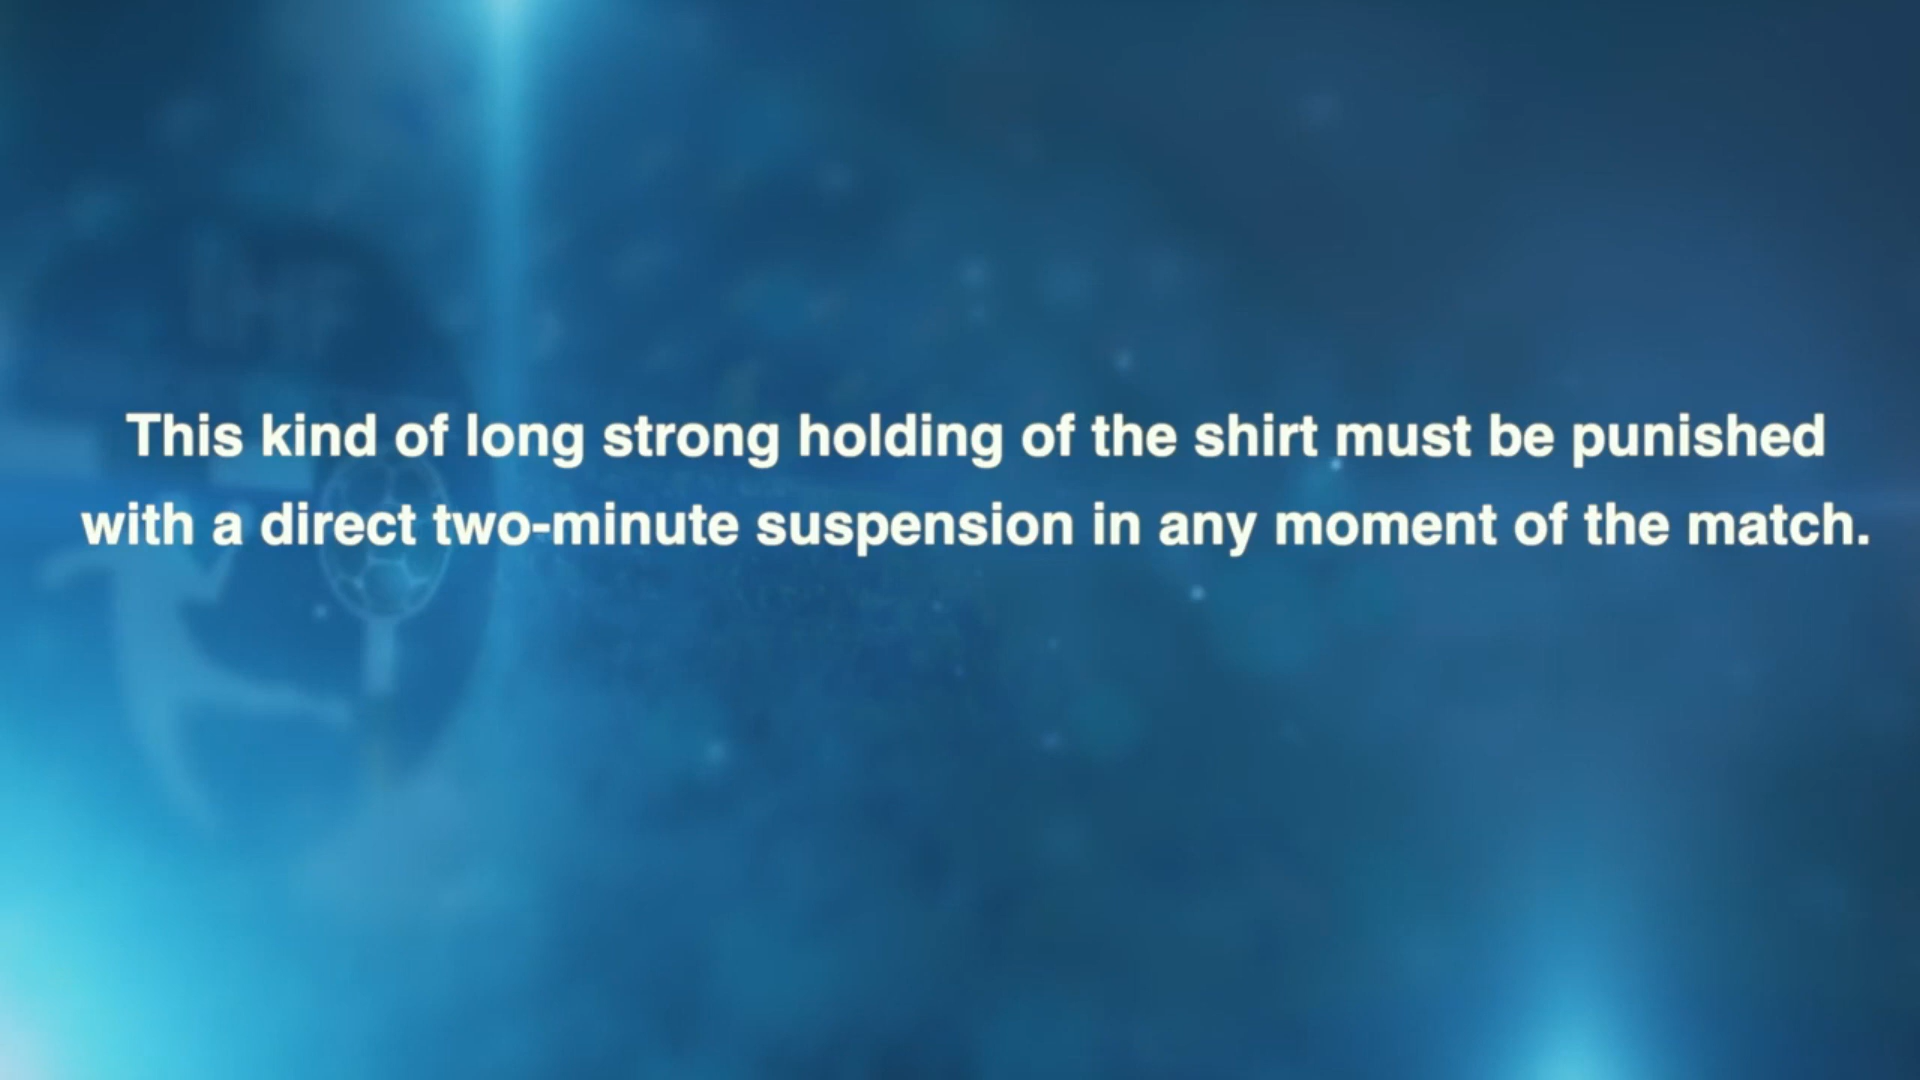 This kind of long strong holding of the shirt must be punished
with a direct two-minute suspension in any moment of the match.